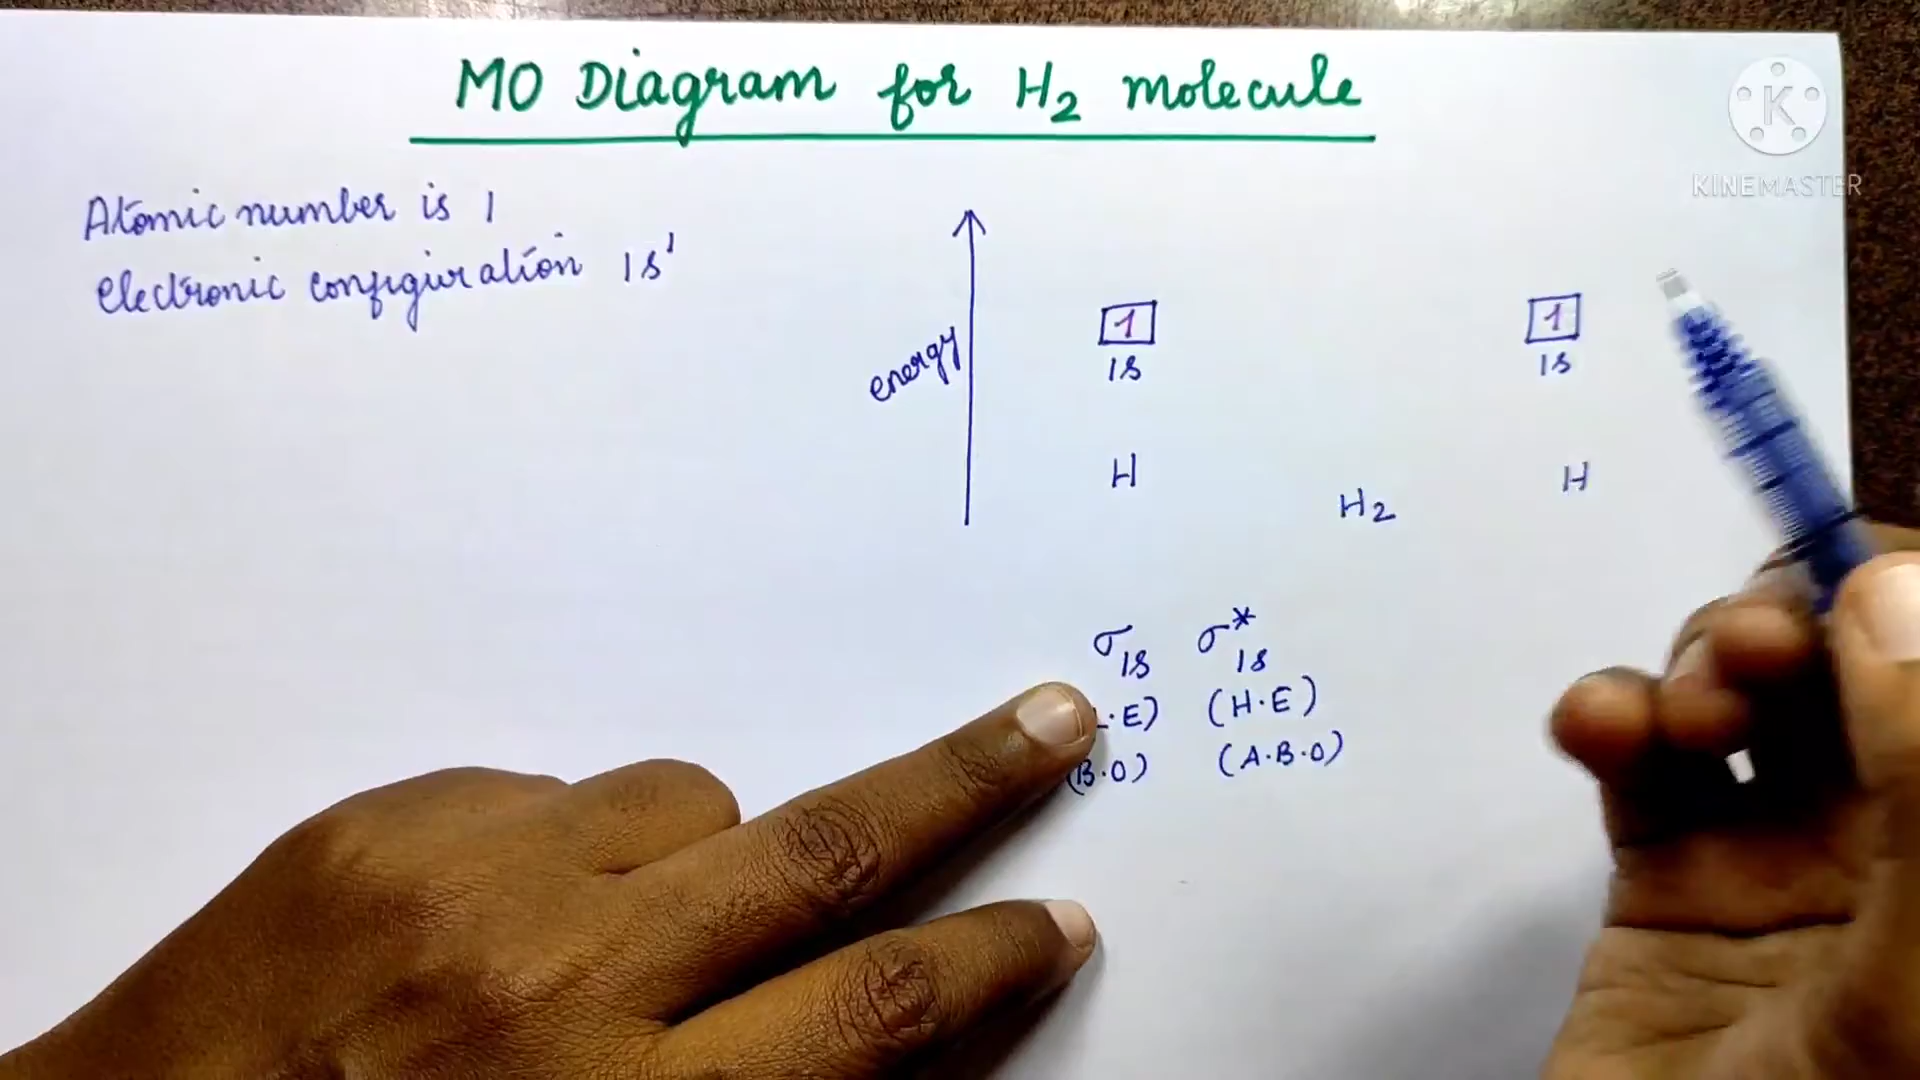 MO Diagram for H2 molecule
K
KINEMASTER
Atomic number is 1
electronic configuration 1s¹
energy
1 1
1s 1s
H H
H2
σ1s σ*1s
·E) (H·E)
(B·O) (A·B·O)